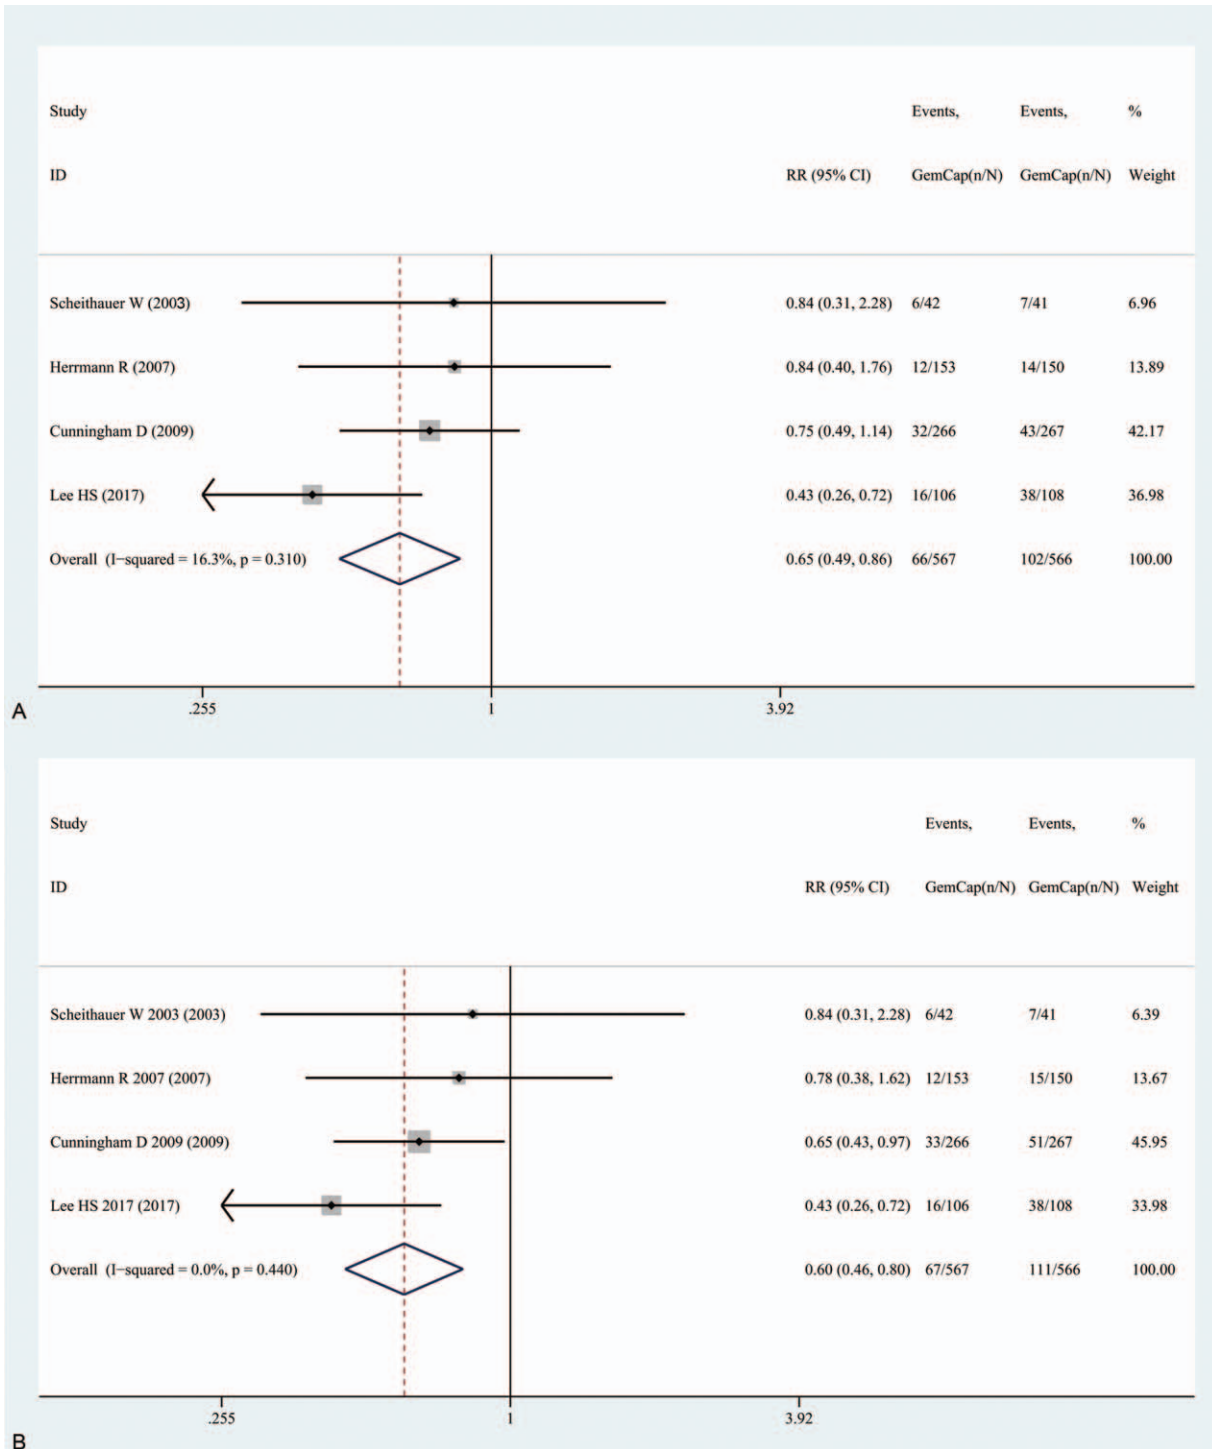 Study Events, Events, %
ID RR (95% CI) GemCap(n/N) GemCap(n/N) Weight
Scheithauer W (2003) 0.84 (0.31, 2.28) 6/42 7/41 6.96
Herrmann R (2007) 0.84 (0.40, 1.76) 12/153 14/150 13.89
Cunningham D (2009) 0.75 (0.49, 1.14) 32/266 43/267 42.17
Lee HS (2017) 0.43 (0.26, 0.72) 16/106 38/108 36.98
Overall (I−squared = 16.3%, p = 0.310) 0.65 (0.49, 0.86) 66/567 102/566 100.00
A .255 1 3.92
Study Events, Events, %
ID RR (95% CI) GemCap(n/N) GemCap(n/N) Weight
Scheithauer W 2003 (2003) 0.84 (0.31, 2.28) 6/42 7/41 6.39
Herrmann R 2007 (2007) 0.78 (0.38, 1.62) 12/153 15/150 13.67
Cunningham D 2009 (2009) 0.65 (0.43, 0.97) 33/266 51/267 45.95
Lee HS 2017 (2017) 0.43 (0.26, 0.72) 16/106 38/108 33.98
Overall (I−squared = 0.0%, p = 0.440) 0.60 (0.46, 0.80) 67/567 111/566 100.00
.255 1 3.92
B